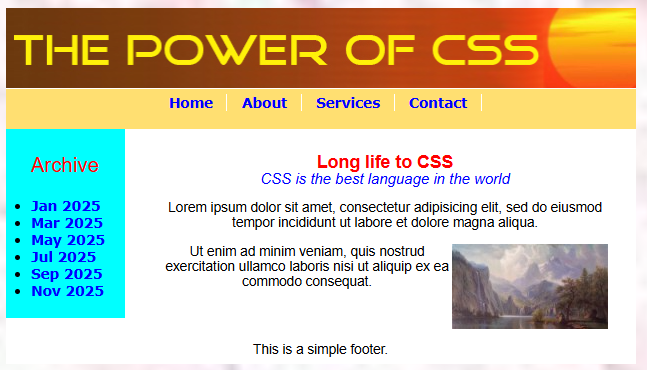 THE POWER OF CSS
Home About Services Contact
Archive
Jan 2025
Mar 2025
May 2025
Jul 2025
Sep 2025
Nov 2025
Long life to CSS
CSS is the best language in the world
Lorem ipsum dolor sit amet, consectetur adipisicing elit, sed do eiusmod
tempor incididunt ut labore et dolore magna aliqua.
Ut enim ad minim veniam, quis nostrud
exercitation ullamco laboris nisi ut aliquip ex ea
commodo consequat.
This is a simple footer.